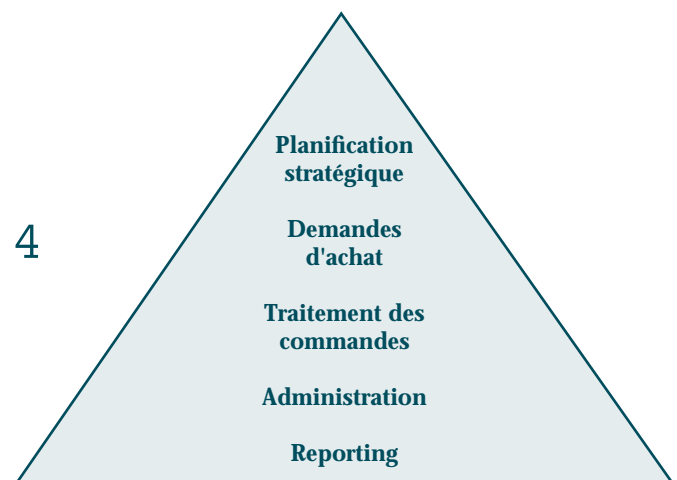 Planification
stratégique
Demandes
d'achat
4
Traitement des
commandes
Administration
Reporting